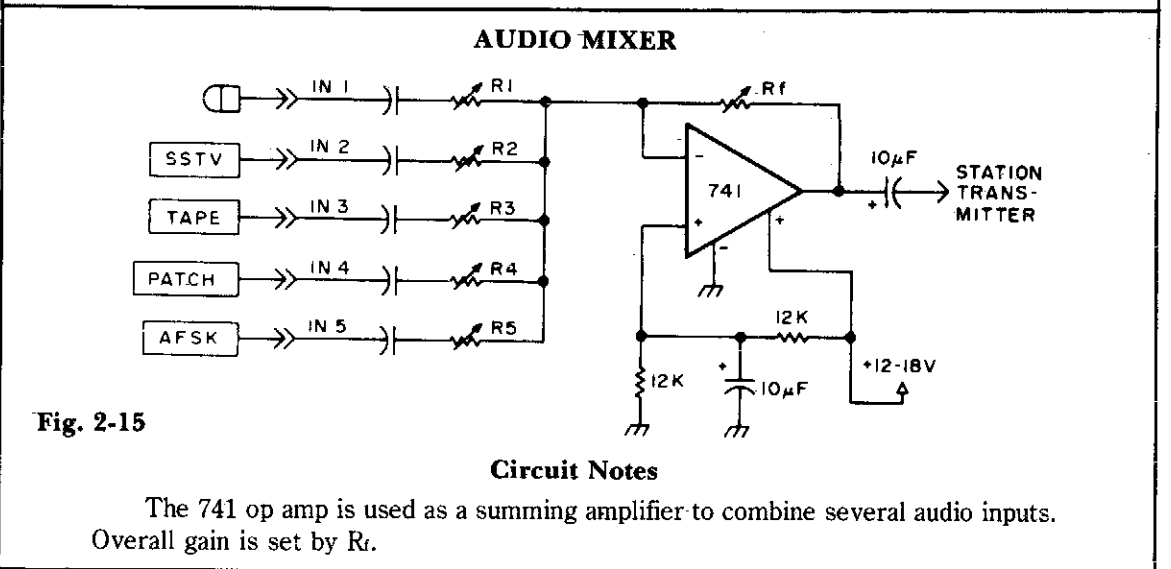 AUDIO MIXER
IN 1
R1
IN 2
SSTV
R2
IN 3
TAPE
R3
IN 4
PATCH
R4
IN 5
AFSK
R5
Rf
−
741
+
+
−
10µF
+
STATION
TRANS-
MITTER
12K
+12-18V
12K
+
10µF
Fig. 2-15
Circuit Notes
The 741 op amp is used as a summing amplifier to combine several audio inputs.
Overall gain is set by Rf.